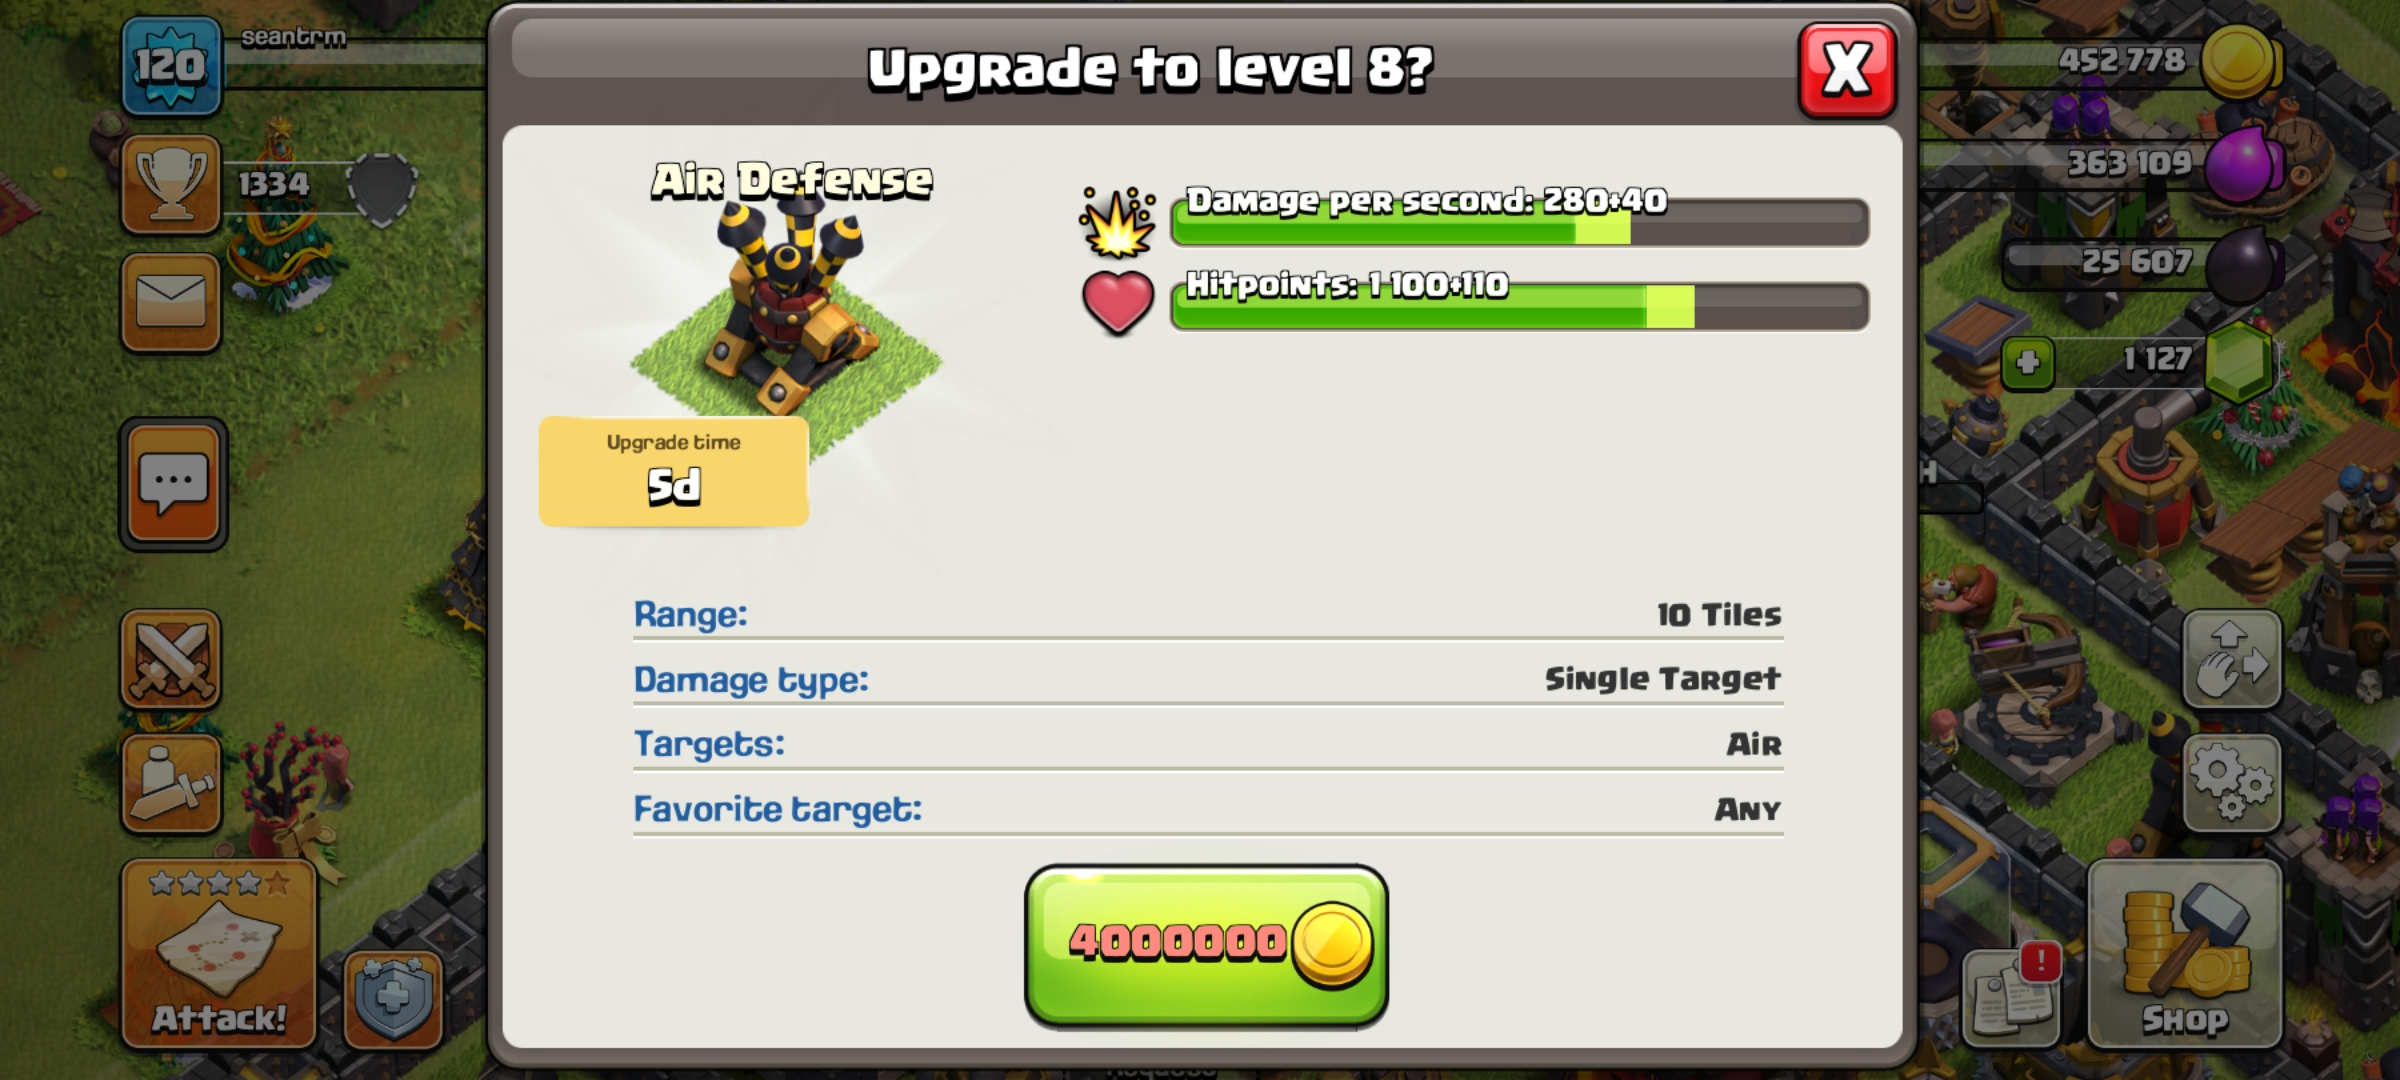 120
seantrm
Upgrade to level 8?
X
452 778
1334
Air Defense
Damage per second: 280+40
363 109
Hitpoints: 1 100+110
25 607
1 127
Upgrade time
5d
H
Range: 10 Tiles
Damage type: Single Target
Targets: Air
Favorite target: Any
4000000
!
Attack!
Shop